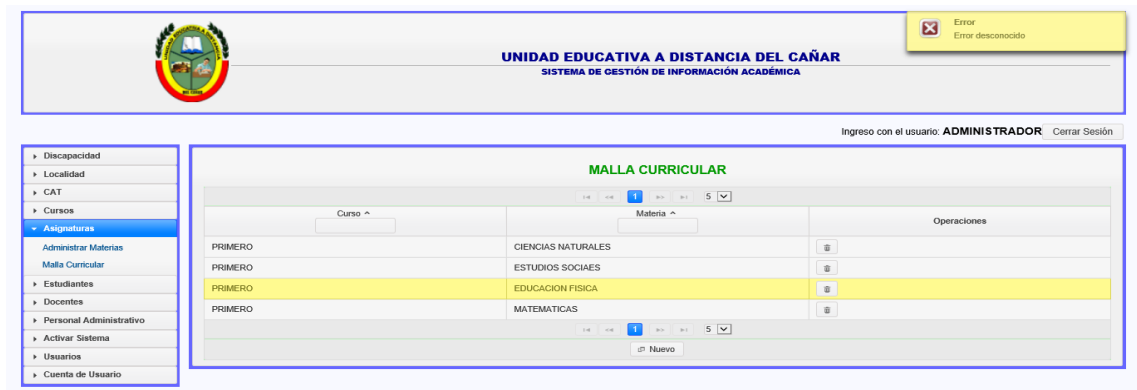 Error
Error desconocido
UNIDAD EDUCATIVA A DISTANCIA DEL CAÑAR
SISTEMA DE GESTIÓN DE INFORMACIÓN ACADÉMICA
Ingreso con el usuario: ADMINISTRADOR Cerrar Sesión
Discapacidad
Localidad
CAT
Cursos
Asignaturas
Administrar Materias
Malla Curricular
Estudiantes
Docentes
Personal Administrativo
Activar Sistema
Usuarios
Cuenta de Usuario
MALLA CURRICULAR
1 5
Curso Materia Operaciones
PRIMERO CIENCIAS NATURALES
PRIMERO ESTUDIOS SOCIAES
PRIMERO EDUCACION FISICA
PRIMERO MATEMATICAS
1 5
Nuevo